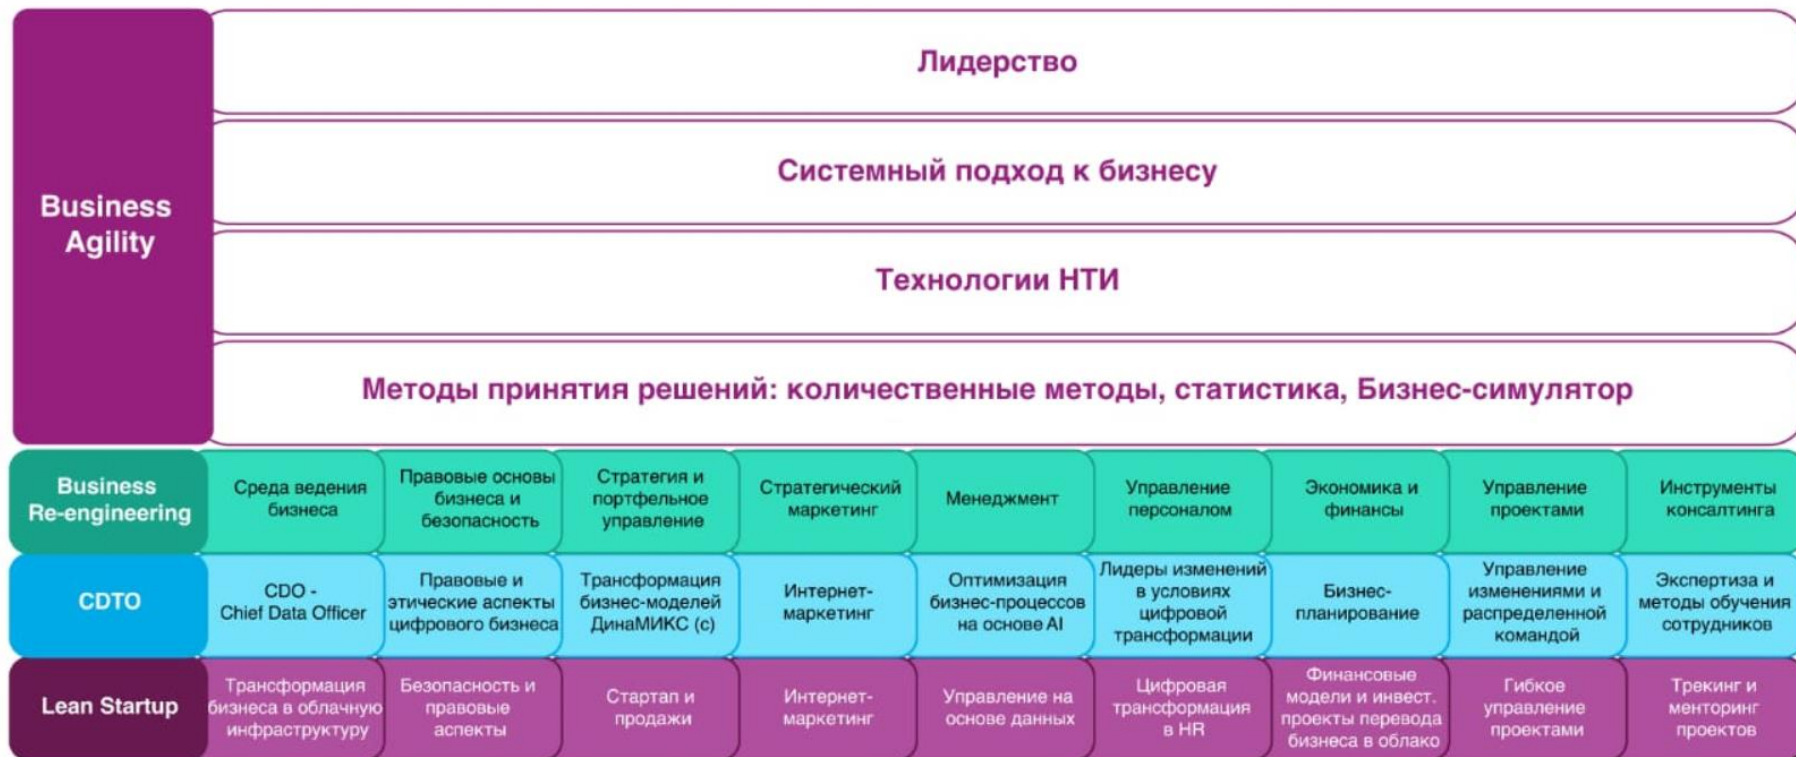 Business
Agility
Лидерство
Системный подход к бизнесу
Технологии НТИ
Методы принятия решений: количественные методы, статистика, Бизнес-симулятор
Business
Re-engineering
Среда ведения
бизнеса
Правовые основы
бизнеса и
безопасность
Стратегия и
портфельное
управление
Стратегический
маркетинг
Менеджмент
Управление
персоналом
Экономика и
финансы
Управление
проектами
Инструменты
консалтинга
CDTO
CDO -
Chief Data Officer
Правовые и
этические аспекты
цифрового бизнеса
Трансформация
бизнес-моделей
ДинаМИКС (с)
Интернет-
маркетинг
Оптимизация
бизнес-процессов
на основе AI
Лидеры изменений
в условиях
цифровой
трансформации
Бизнес-
планирование
Управление
изменениями и
распределенной
командой
Экспертиза и
методы обучения
сотрудников
Lean Startup
Трансформация
бизнеса в облачную
инфраструктуру
Безопасность и
правовые
аспекты
Стартап и
продажи
Интернет-
маркетинг
Управление на
основе данных
Цифровая
трансформация
в HR
Финансовые
модели и инвест.
проекты перевода
бизнеса в облако
Гибкое
управление
проектами
Трекинг и
менторинг
проектов